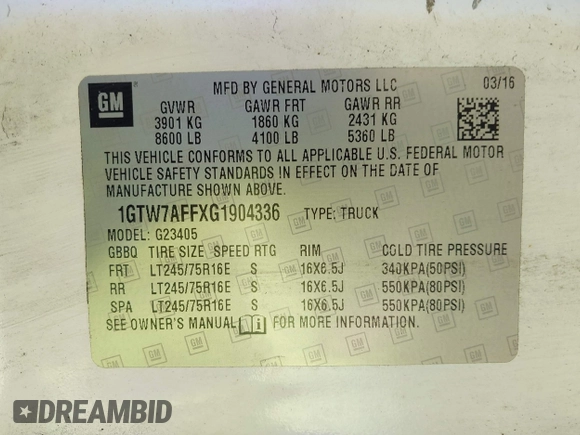 GM
MFD BY GENERAL MOTORS LLC 03/16
GVWR GAWR FRT GAWR RR
3901 KG 1860 KG 2431 KG
8600 LB 4100 LB 5360 LB
THIS VEHICLE CONFORMS TO ALL APPLICABLE U.S. FEDERAL MOTOR
VEHICLE SAFETY STANDARDS IN EFFECT ON THE DATE OF
MANUFACTURE SHOWN ABOVE.
1GTW7AFFXG1904336 TYPE: TRUCK
MODEL: G23405
GBBQ TIRE SIZE SPEED RTG RIM COLD TIRE PRESSURE
FRT LT245/75R16E S 16X6.5J 340KPA(50PSI)
RR LT245/75R16E S 16X6.5J 550KPA(80PSI)
SPA LT245/75R16E S 16X6.5J 550KPA(80PSI)
SEE OWNER'S MANUAL FOR MORE INFORMATION.
DREAMBID